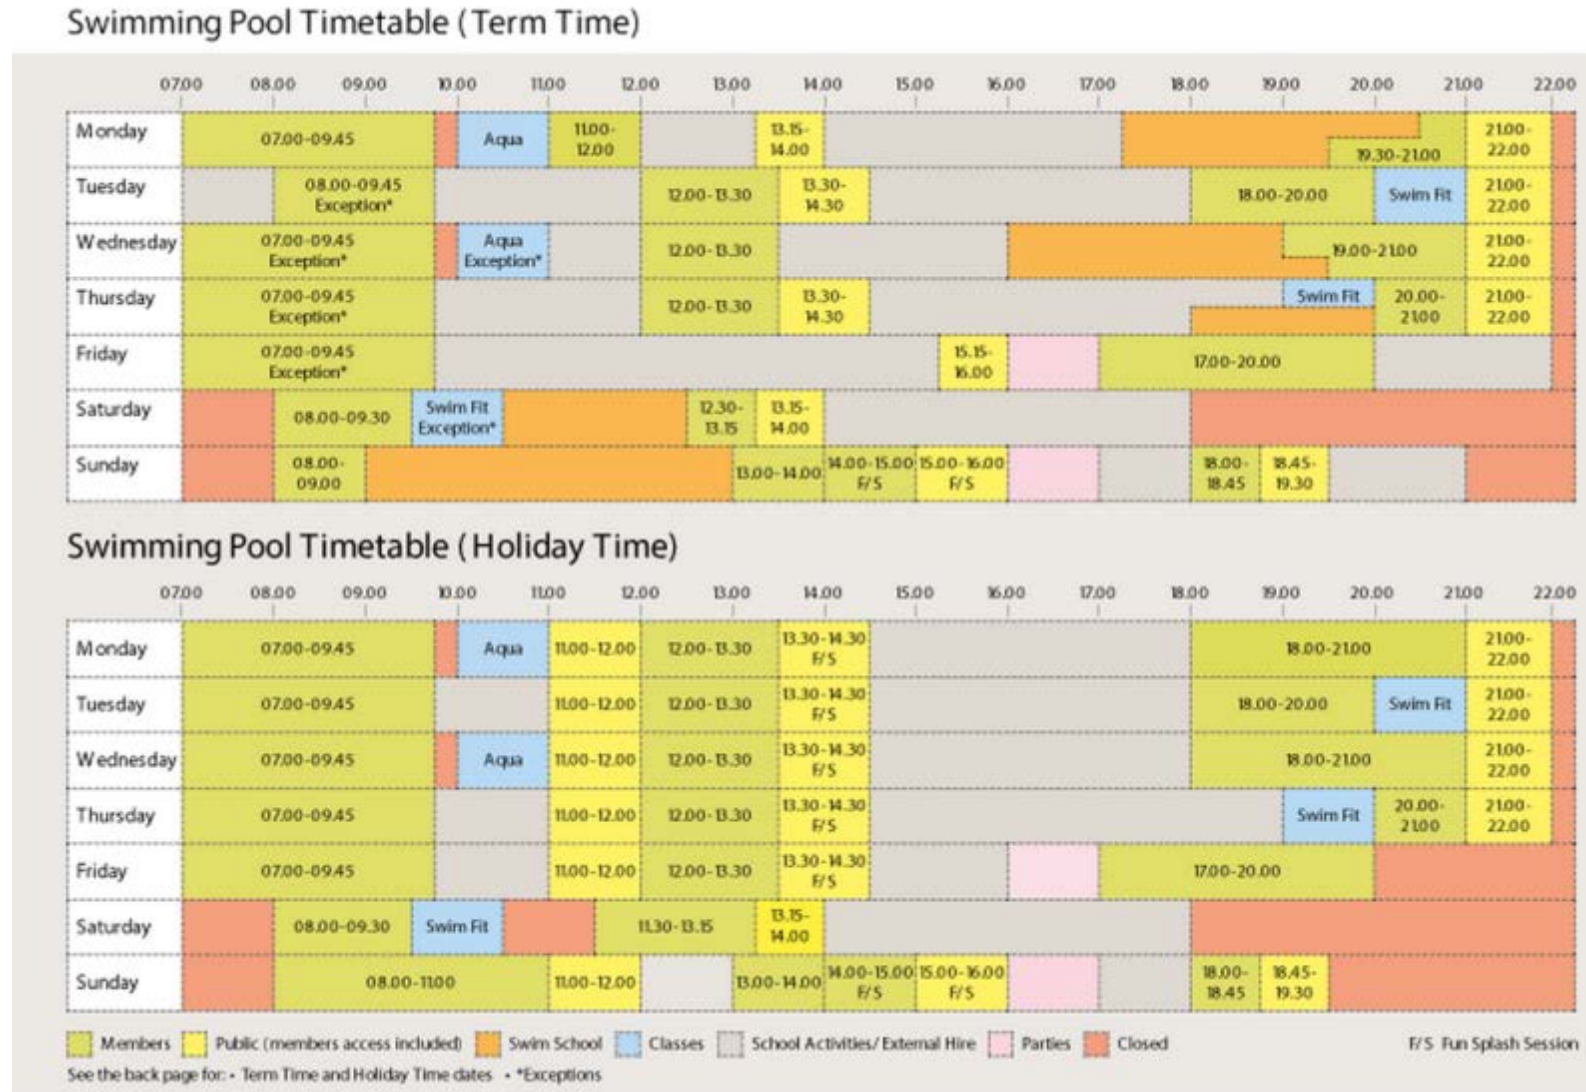 Swimming Pool Timetable (Term Time)
07.00 08.00 09.00 10.00 11.00 12.00 13.00 14.00 15.00 16.00 17.00 18.00 19.00 20.00 21.00 22.00
Monday
07.00-09.45
Aqua
11.00-
12.00
13.15-
14.00
19.30-21.00
21.00-
22.00
Tuesday
08.00-09.45
Exception*
12.00-13.30
13.30-
14.30
18.00-20.00
Swim Fit
21.00-
22.00
Wednesday
07.00-09.45
Exception*
Aqua
Exception*
12.00-13.30
19.00-21.00
21.00-
22.00
Thursday
07.00-09.45
Exception*
12.00-13.30
13.30-
14.30
Swim Fit
20.00-
21.00
21.00-
22.00
Friday
07.00-09.45
Exception*
15.15-
16.00
17.00-20.00
Saturday
08.00-09.30
Swim Fit
Exception*
12.30-
13.15
13.15-
14.00
Sunday
08.00-
09.00
13.00-14.00
14.00-15.00
F/S
15.00-16.00
F/S
18.00-
18.45
18.45-
19.30
Swimming Pool Timetable (Holiday Time)
07.00 08.00 09.00 10.00 11.00 12.00 13.00 14.00 15.00 16.00 17.00 18.00 19.00 20.00 21.00 22.00
Monday
07.00-09.45
Aqua
11.00-12.00
12.00-13.30
13.30-14.30
F/S
18.00-21.00
21.00-
22.00
Tuesday
07.00-09.45
11.00-12.00
12.00-13.30
13.30-14.30
F/S
18.00-20.00
Swim Fit
21.00-
22.00
Wednesday
07.00-09.45
Aqua
11.00-12.00
12.00-13.30
13.30-14.30
F/S
18.00-21.00
21.00-
22.00
Thursday
07.00-09.45
11.00-12.00
12.00-13.30
13.30-14.30
F/S
Swim Fit
20.00-
21.00
21.00-
22.00
Friday
07.00-09.45
11.00-12.00
12.00-13.30
13.30-14.30
F/S
17.00-20.00
Saturday
08.00-09.30
Swim Fit
11.30-13.15
13.15-
14.00
Sunday
08.00-11.00
11.00-12.00
13.00-14.00
14.00-15.00
F/S
15.00-16.00
F/S
18.00-
18.45
18.45-
19.30
Members Public (members access included) Swim School Classes School Activities/External Hire Parties Closed F/S Fun Splash Session
See the back page for: • Term Time and Holiday Time dates • *Exceptions